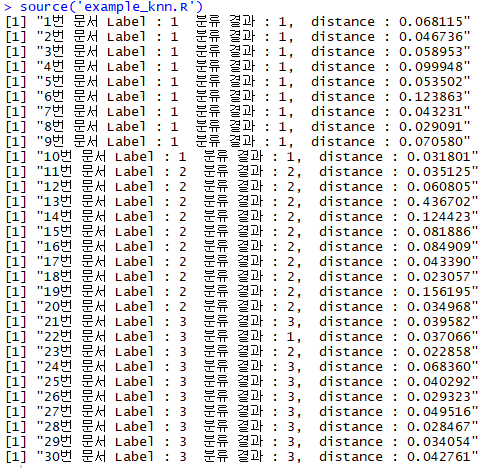 > source('example_knn.R')
[1] "1번 문서 Label : 1  분류 결과 : 1,  distance : 0.068115"
[1] "2번 문서 Label : 1  분류 결과 : 1,  distance : 0.046736"
[1] "3번 문서 Label : 1  분류 결과 : 1,  distance : 0.058953"
[1] "4번 문서 Label : 1  분류 결과 : 1,  distance : 0.099948"
[1] "5번 문서 Label : 1  분류 결과 : 1,  distance : 0.053502"
[1] "6번 문서 Label : 1  분류 결과 : 1,  distance : 0.123863"
[1] "7번 문서 Label : 1  분류 결과 : 1,  distance : 0.043231"
[1] "8번 문서 Label : 1  분류 결과 : 1,  distance : 0.029091"
[1] "9번 문서 Label : 1  분류 결과 : 1,  distance : 0.070580"
[1] "10번 문서 Label : 1  분류 결과 : 1,  distance : 0.031801"
[1] "11번 문서 Label : 2  분류 결과 : 2,  distance : 0.035125"
[1] "12번 문서 Label : 2  분류 결과 : 2,  distance : 0.060805"
[1] "13번 문서 Label : 2  분류 결과 : 2,  distance : 0.436702"
[1] "14번 문서 Label : 2  분류 결과 : 2,  distance : 0.124423"
[1] "15번 문서 Label : 2  분류 결과 : 2,  distance : 0.081886"
[1] "16번 문서 Label : 2  분류 결과 : 2,  distance : 0.084909"
[1] "17번 문서 Label : 2  분류 결과 : 2,  distance : 0.043390"
[1] "18번 문서 Label : 2  분류 결과 : 2,  distance : 0.023057"
[1] "19번 문서 Label : 2  분류 결과 : 2,  distance : 0.156195"
[1] "20번 문서 Label : 2  분류 결과 : 2,  distance : 0.034968"
[1] "21번 문서 Label : 3  분류 결과 : 3,  distance : 0.039582"
[1] "22번 문서 Label : 3  분류 결과 : 1,  distance : 0.037066"
[1] "23번 문서 Label : 3  분류 결과 : 2,  distance : 0.022858"
[1] "24번 문서 Label : 3  분류 결과 : 3,  distance : 0.068360"
[1] "25번 문서 Label : 3  분류 결과 : 3,  distance : 0.040292"
[1] "26번 문서 Label : 3  분류 결과 : 3,  distance : 0.029323"
[1] "27번 문서 Label : 3  분류 결과 : 3,  distance : 0.049516"
[1] "28번 문서 Label : 3  분류 결과 : 3,  distance : 0.028467"
[1] "29번 문서 Label : 3  분류 결과 : 3,  distance : 0.034054"
[1] "30번 문서 Label : 3  분류 결과 : 3,  distance : 0.042761"